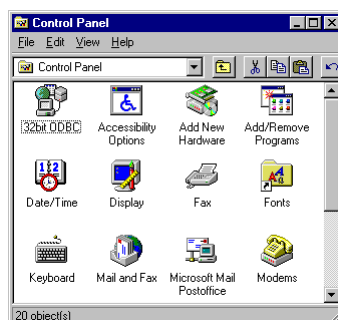 Control Panel
File Edit View Help
Control Panel
32bit ODBC
Accessibility Options
Add New Hardware
Add/Remove Programs
Date/Time
Display
Fax
Fonts
Keyboard
Mail and Fax
Microsoft Mail Postoffice
Modems
20 object(s)